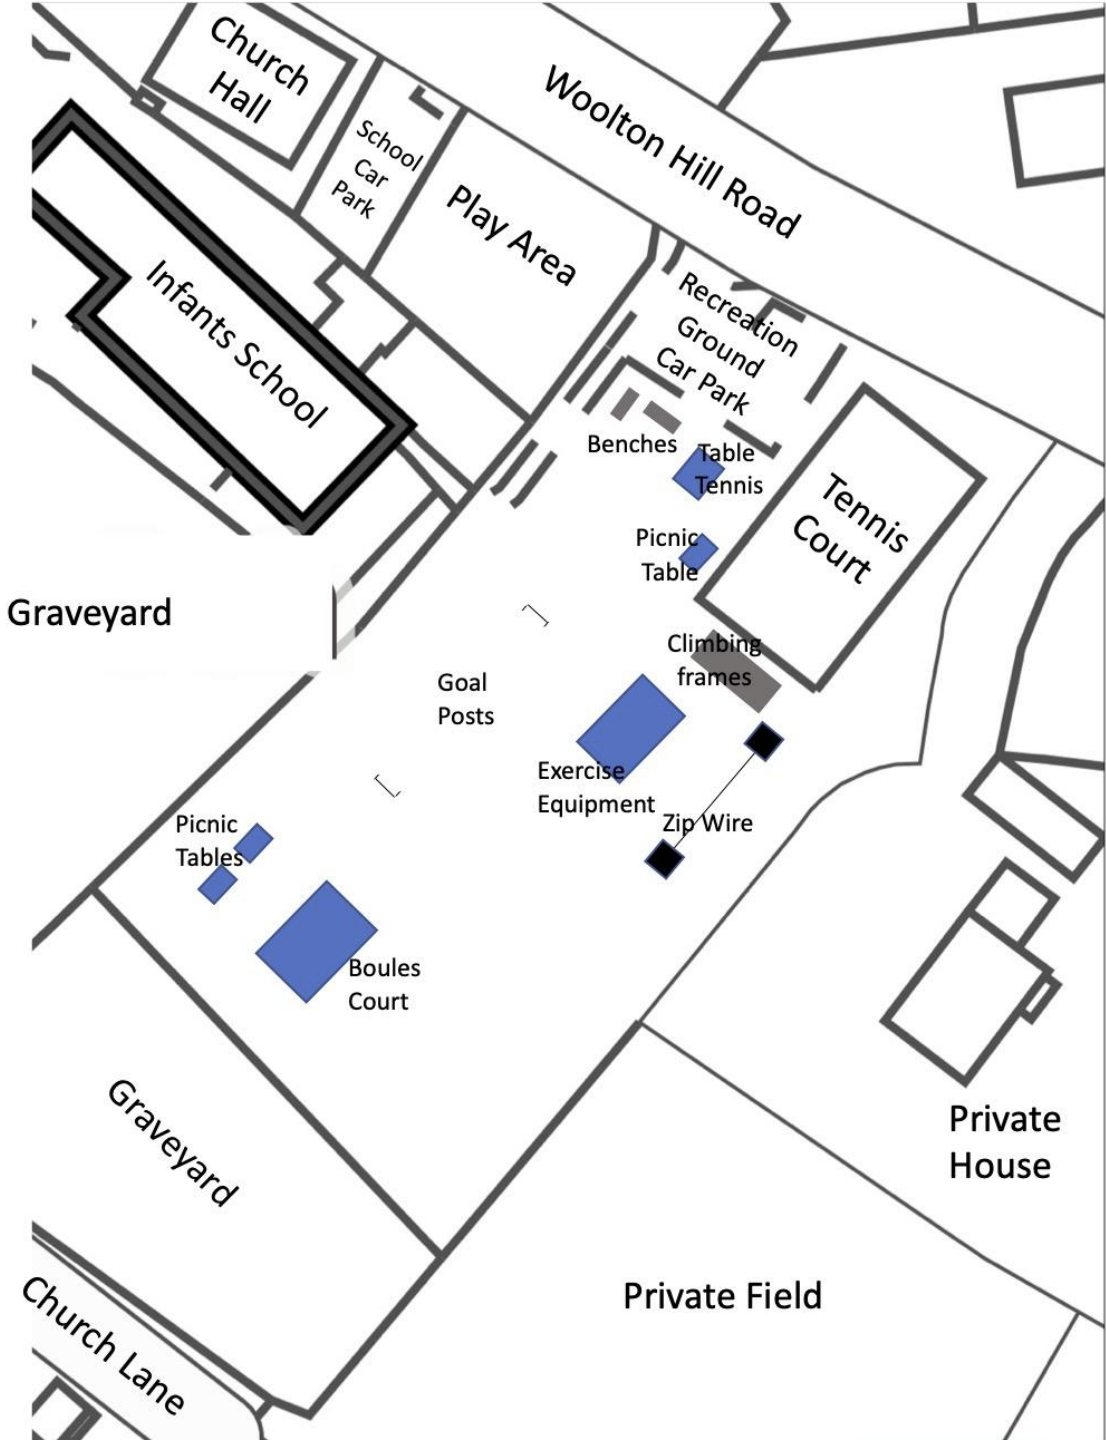 Church
Hall
Woolton Hill Road
School
Car
Park
Play Area
Infants School
Recreation
Ground
Car Park
Benches
Table
Tennis
Tennis
Court
Picnic
Table
Graveyard
Climbing
frames
Goal
Posts
Exercise
Equipment
Zip Wire
Picnic
Tables
Boules
Court
Graveyard
Private
House
Private Field
Church Lane